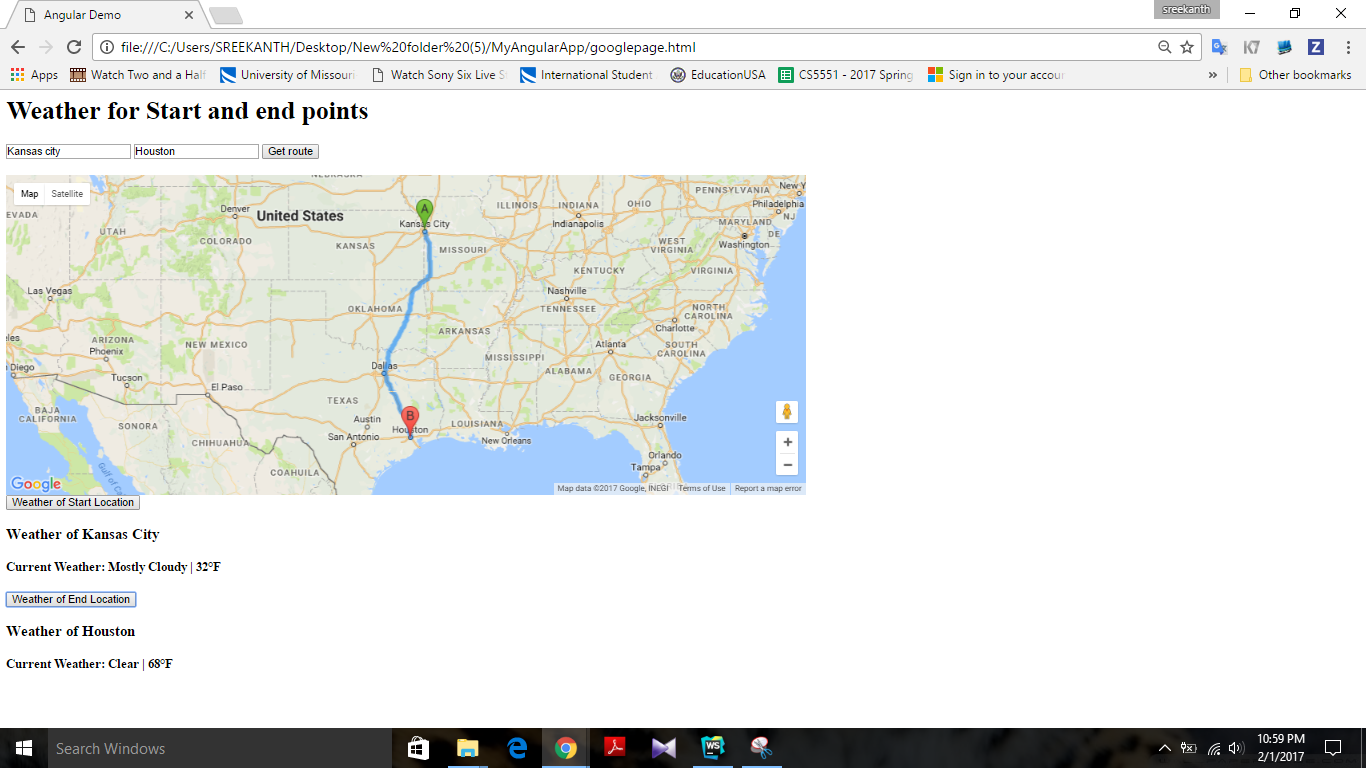 Angular Demo
sreekanth
file:///C:/Users/SREEKANTH/Desktop/New%20folder%20(5)/MyAngularApp/googlepage.html
K7
Z
Apps
Watch Two and a Half
University of Missouri
Watch Sony Six Live S
International Student
EducationUSA
CS5551 - 2017 Spring
Sign in to your accou
»
Other bookmarks
Weather for Start and end points
Kansas city
Houston
Get route
Map
Satellite
NEBRASKA
EVADA
UTAH
Denver
COLORADO
United States
KANSAS
A
Kansas City
MISSOURI
ILLINOIS
INDIANA
Indianapolis
OHIO
PENNSYLVANIA
New Y
Philadelphia
NJ
MARYLAND
DE
Washington
WEST
VIRGINIA
VIRGINIA
KENTUCKY
Las Vegas
Nashville
TENNESSEE
NORTH
CAROLINA
Charlotte
OKLAHOMA
ARKANSAS
eles
ARIZONA
Phoenix
NEW MEXICO
Atlanta
SOUTH
CAROLINA
MISSISSIPPI
ALABAMA
GEORGIA
Diego
Tucson
El Paso
Dallas
TEXAS
BAJA
CALIFORNIA
SONORA
CHIHUAHUA
Austin
San Antonio
B
Houston
LOUISIANA
New Orleans
Jacksonville
Orlando
Tampa
COAHUILA
Gulf of C
+
−
Google
Map data ©2017 Google, INEGI
Terms of Use
Report a map error
Weather of Start Location
Weather of Kansas City
Current Weather: Mostly Cloudy | 32°F
Weather of End Location
Weather of Houston
Current Weather: Clear | 68°F
Search Windows
WS
10:59 PM
2/1/2017